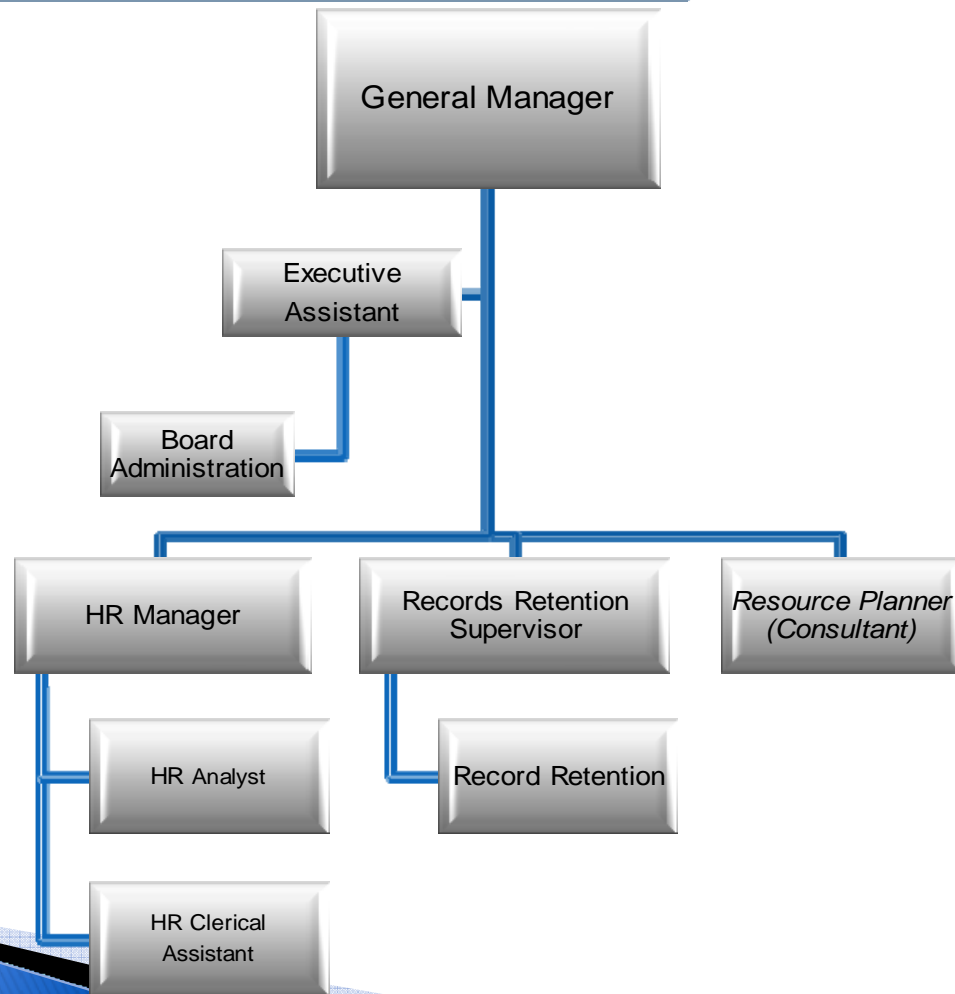 General Manager
Executive
Assistant
Board
Administration
HR Manager
Records Retention
Supervisor
Resource Planner
(Consultant)
HR Analyst
Record Retention
HR Clerical
Assistant